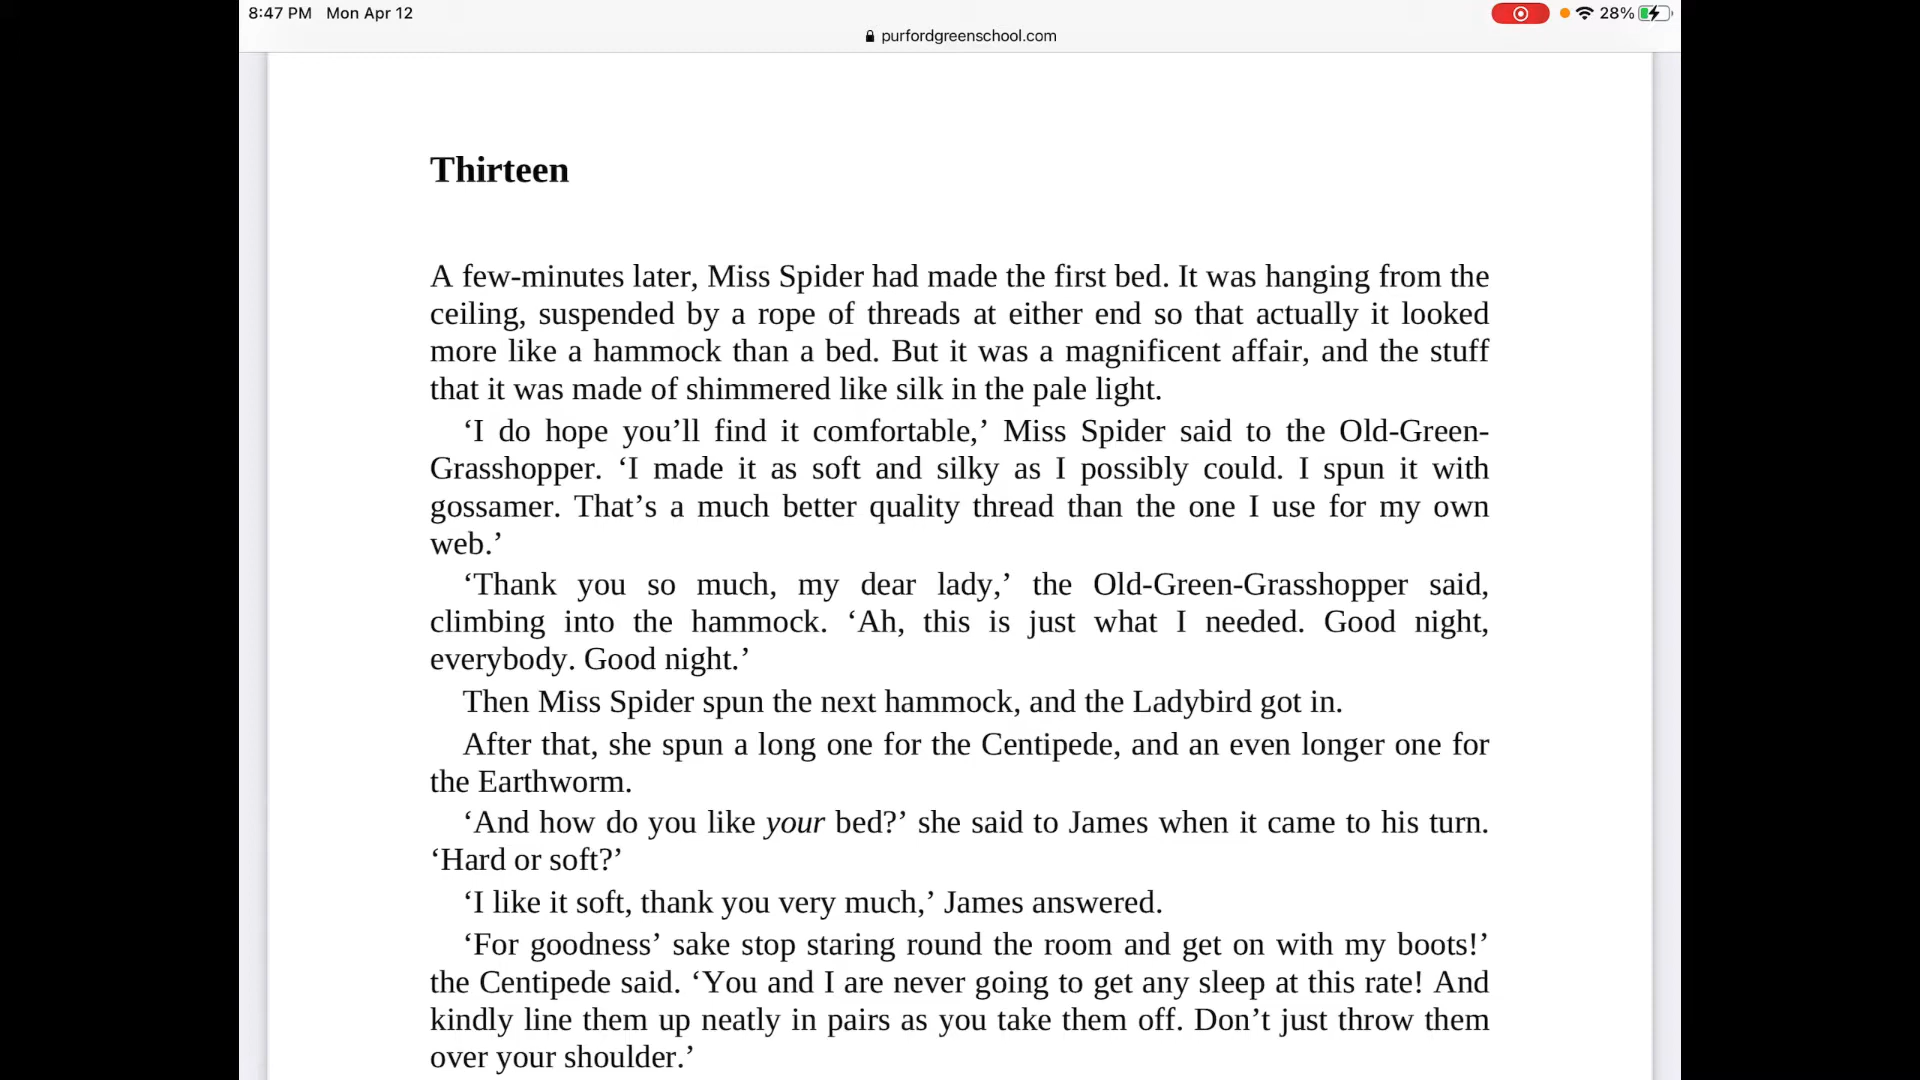 8:47 PM Mon Apr 12
28%
purfordgreenschool.com
Thirteen
A few-minutes later, Miss Spider had made the first bed. It was hanging from the
ceiling, suspended by a rope of threads at either end so that actually it looked
more like a hammock than a bed. But it was a magnificent affair, and the stuff
that it was made of shimmered like silk in the pale light.
‘I do hope you’ll find it comfortable,’ Miss Spider said to the Old-Green-
Grasshopper. ‘I made it as soft and silky as I possibly could. I spun it with
gossamer. That’s a much better quality thread than the one I use for my own
web.’
‘Thank you so much, my dear lady,’ the Old-Green-Grasshopper said,
climbing into the hammock. ‘Ah, this is just what I needed. Good night,
everybody. Good night.’
Then Miss Spider spun the next hammock, and the Ladybird got in.
After that, she spun a long one for the Centipede, and an even longer one for
the Earthworm.
‘And how do you like your bed?’ she said to James when it came to his turn.
‘Hard or soft?’
‘I like it soft, thank you very much,’ James answered.
‘For goodness’ sake stop staring round the room and get on with my boots!’
the Centipede said. ‘You and I are never going to get any sleep at this rate! And
kindly line them up neatly in pairs as you take them off. Don’t just throw them
over your shoulder.’